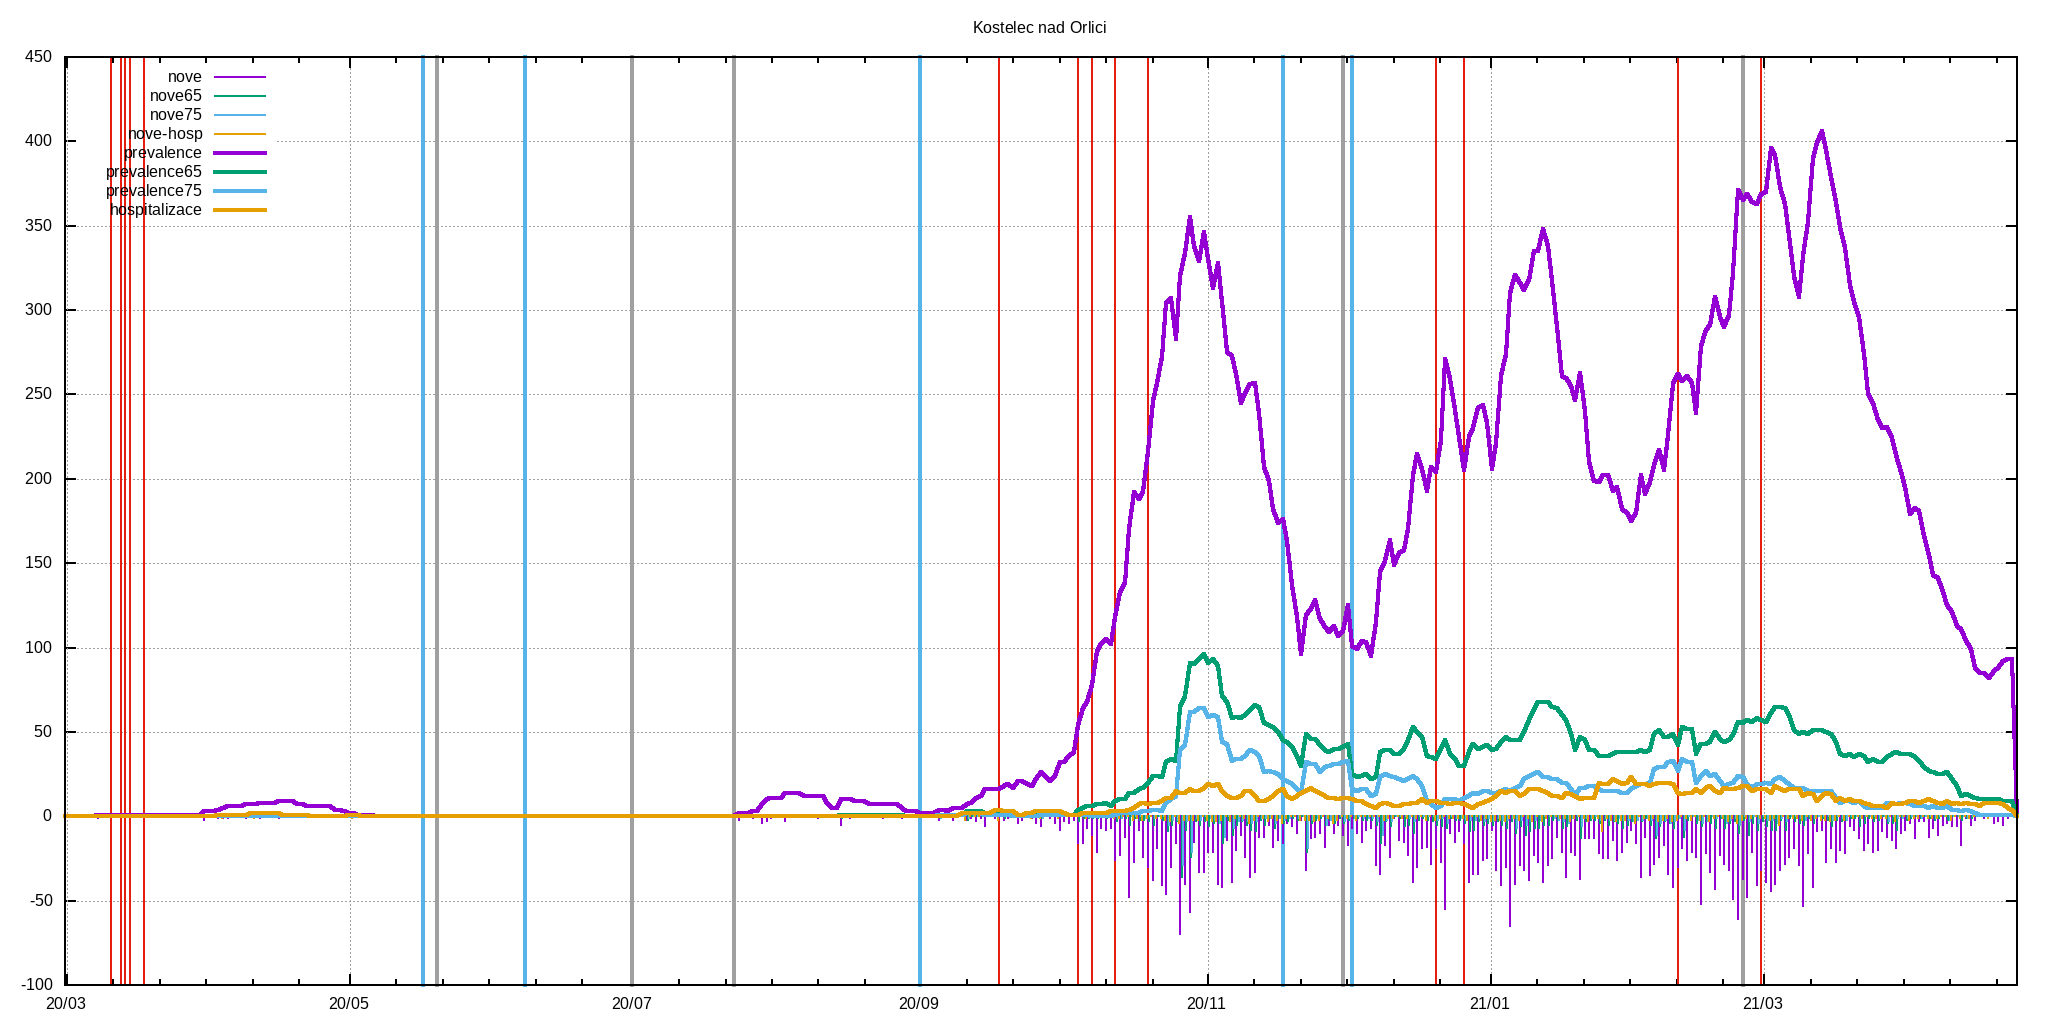 Kostelec nad Orlici
450
400
350
300
250
200
150
100
50
0
-50
-100
nove
nove65
nove75
nove-hosp
prevalence
prevalence65
prevalence75
hospitalizace
20/03 20/05 20/07 20/09 20/11 21/01 21/03